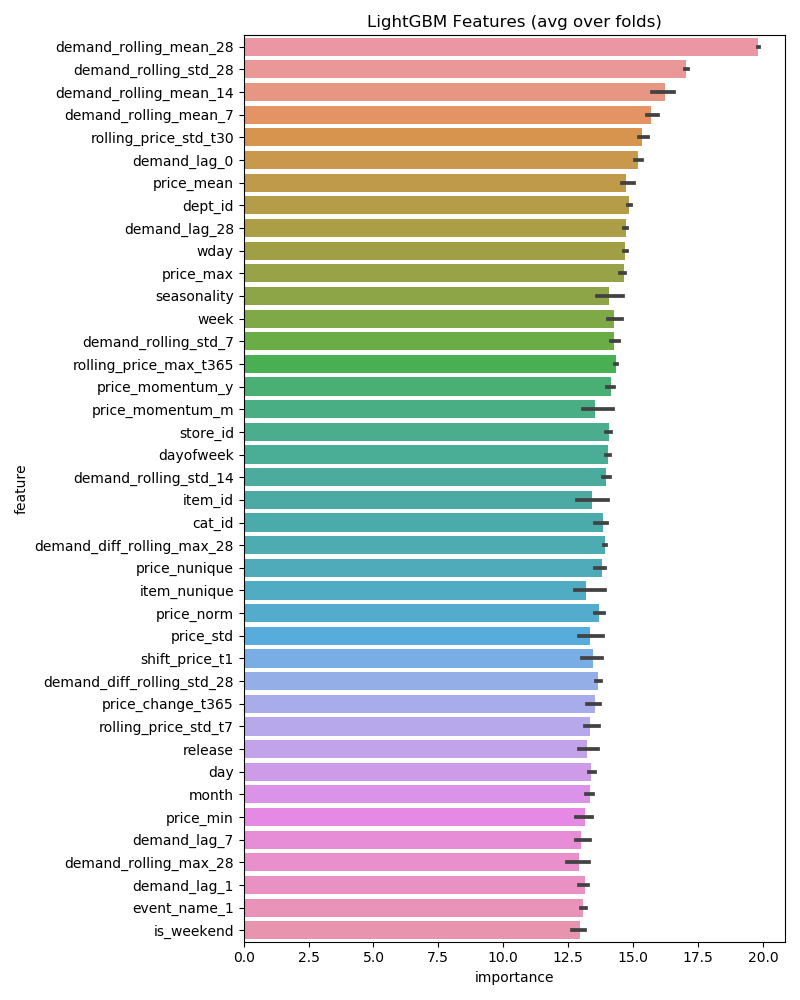 LightGBM Features (avg over folds)
demand_rolling_mean_28
demand_rolling_std_28
demand_rolling_mean_14
demand_rolling_mean_7
rolling_price_std_t30
demand_lag_0
price_mean
dept_id
demand_lag_28
wday
price_max
seasonality
week
demand_rolling_std_7
rolling_price_max_t365
price_momentum_y
price_momentum_m
store_id
dayofweek
demand_rolling_std_14
item_id
cat_id
demand_diff_rolling_max_28
price_nunique
item_nunique
price_norm
price_std
shift_price_t1
demand_diff_rolling_std_28
price_change_t365
rolling_price_std_t7
release
day
month
price_min
demand_lag_7
demand_rolling_max_28
demand_lag_1
event_name_1
is_weekend
feature
0.0 2.5 5.0 7.5 10.0 12.5 15.0 17.5 20.0
importance